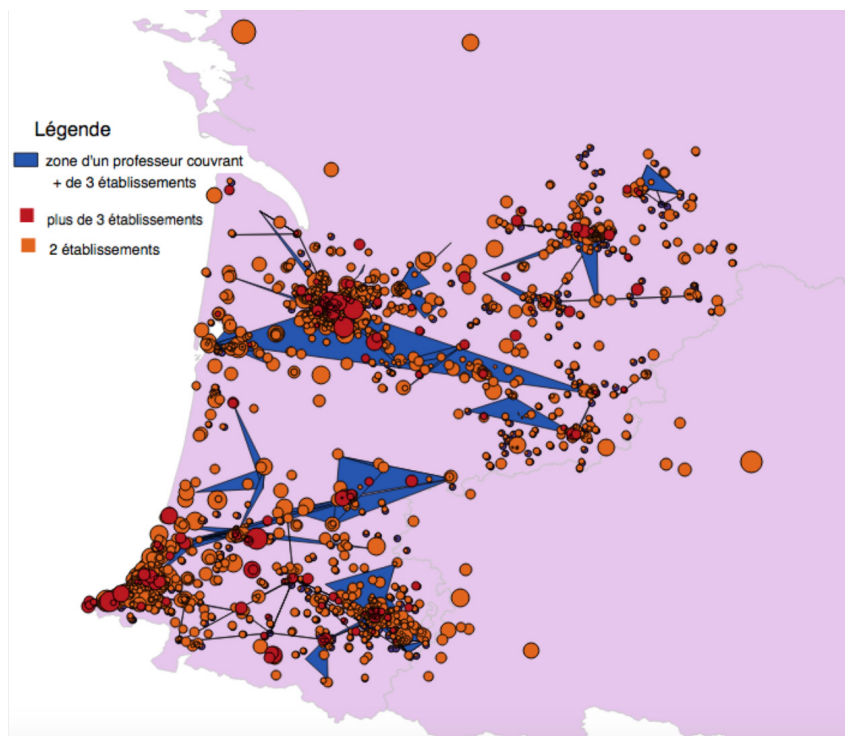 Légende
zone d'un professeur couvrant
+ de 3 établissements
plus de 3 établissements
2 établissements